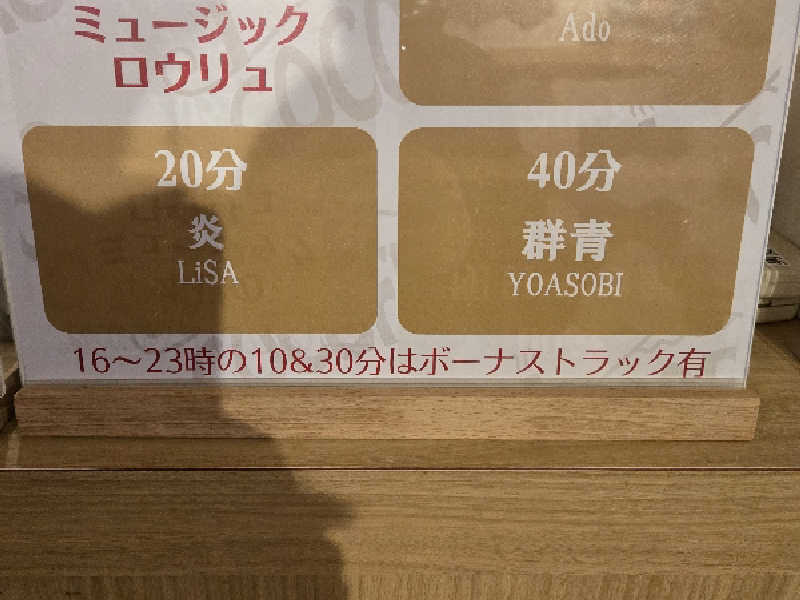 ミュージック
ロウリュ
Ado
20分
炎
LiSA
40分
群青
YOASOBI
16～23時の10&30分はボーナストラック有